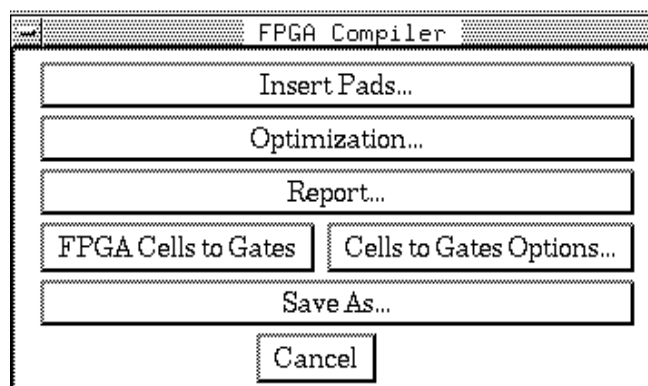 FPGA Compiler
Insert Pads...
Optimization...
Report...
FPGA Cells to Gates Cells to Gates Options...
Save As...
Cancel